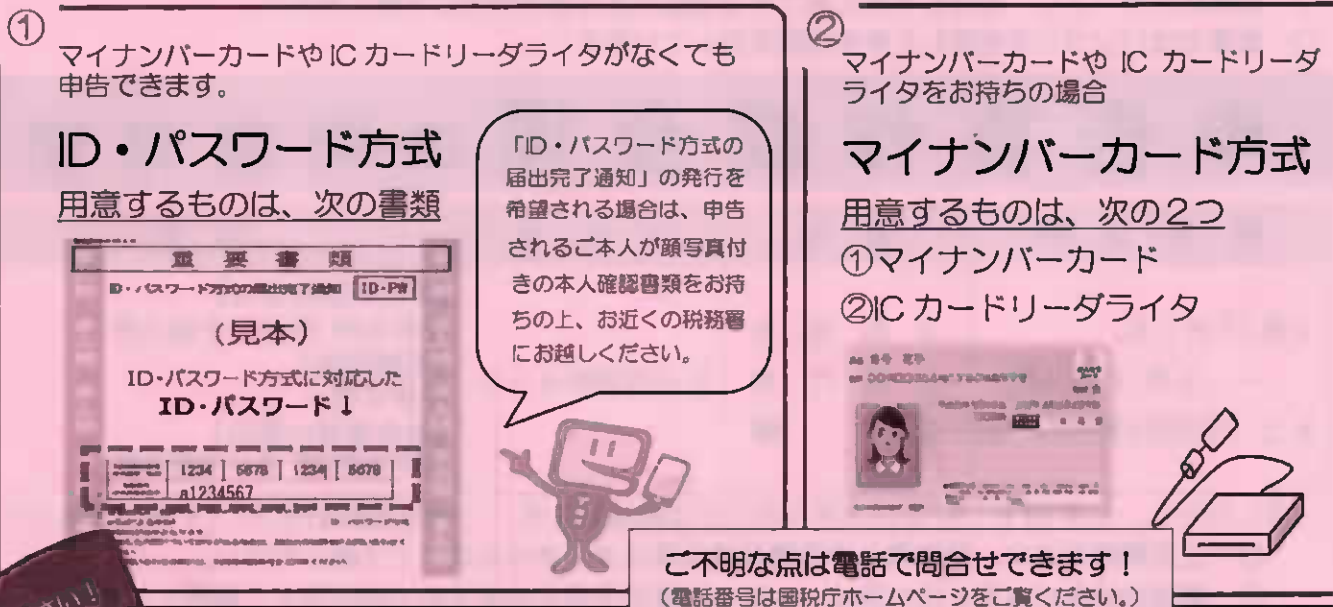 ①
マイナンバーカードやICカードリーダライタがなくても
申告できます。
ID・パスワード方式
用意するものは、次の書類
重要書類
ID・パスワード方式の届出完了通知 ID-PW
(見本)
ID・パスワード方式に対応した
ID・パスワード↓
1234 5678 1234 5678
a1234567
「ID・パスワード方式の
届出完了通知」の発行を
希望される場合は、申告
されるご本人が顔写真付
きの本人確認書類をお持
ちの上、お近くの税務署
にお越しください。
②
マイナンバーカードや IC カードリーダ
ライタをお持ちの場合
マイナンバーカード方式
用意するものは、次の2つ
①マイナンバーカード
②ICカードリーダライタ
ご不明な点は電話で問合せできます!
(電話番号は国税庁ホームページをご覧ください。)